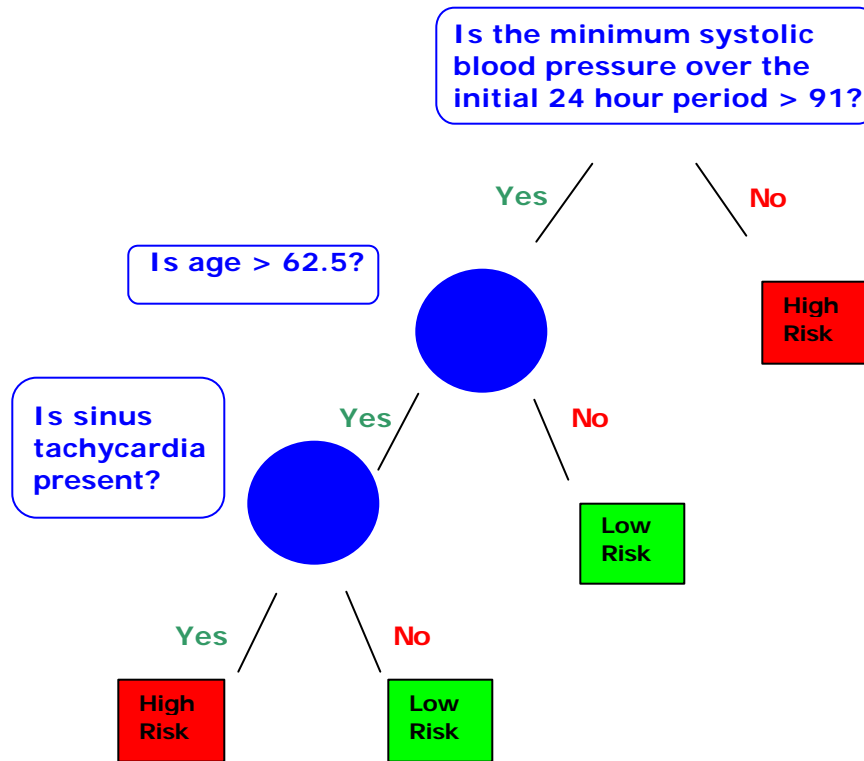 Is the minimum systolic
blood pressure over the
initial 24 hour period > 91?
Yes
No
Is age > 62.5?
High
Risk
Is sinus
tachycardia
present?
Yes
No
Low
Risk
Yes
No
High
Risk
Low
Risk